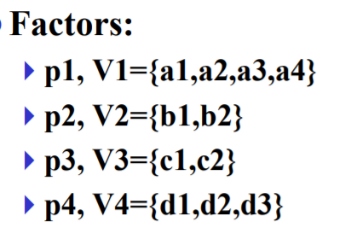 Factors:
p1, V1={a1,a2,a3,a4}
p2, V2={b1,b2}
p3, V3={c1,c2}
p4, V4={d1,d2,d3}